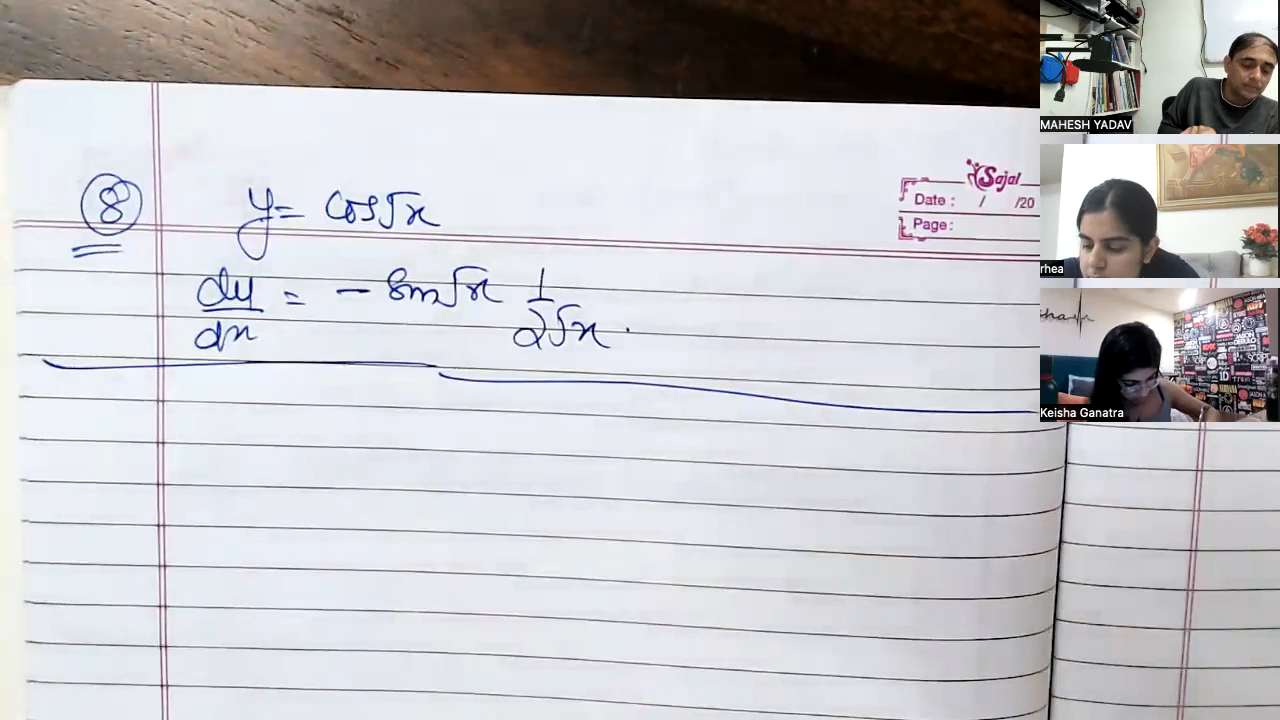 8 y = cos√x
dy/dx = - sin√x 1/2√x .
Sajal
Date : / /20
Page:
MAHESH YADAV
rhea
Keisha Ganatra